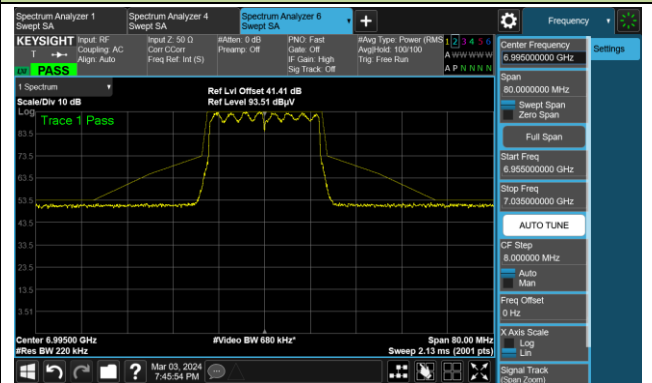 Spectrum Analyzer 1
Swept SA
Spectrum Analyzer 4
Swept SA
Spectrum Analyzer 6
Swept SA
Frequency
KEYSIGHT
Input: RF
Coupling: AC
Align: Auto
Input Z: 50 Ω
Corr CCorr
Freq Ref: Int (S)
#Atten: 0 dB
Preamp: Off
PNO: Fast
Gate: Off
IF Gain: High
Sig Track: Off
#Avg Type: Power (RMS
Avg|Hold: 100/100
Trig: Free Run
1 2 3 4 5 6
A W W W W W
A P N N N N
T
PASS
Center Frequency
6.995000000 GHz
Settings
Span
80.0000000 MHz
Swept Span
Zero Span
Full Span
Start Freq
6.955000000 GHz
Stop Freq
7.035000000 GHz
AUTO TUNE
CF Step
8.000000 MHz
Auto
Man
Freq Offset
0 Hz
X Axis Scale
Log
Lin
Signal Track
(Span Zoom)
1 Spectrum
Scale/Div 10 dB
Ref Lvl Offset 41.41 dB
Ref Level 93.51 dBµV
Log
Trace 1 Pass
83.5
73.5
63.5
53.5
43.5
33.5
23.5
13.5
3.51
Center 6.99500 GHz
#Video BW 680 kHz*
Span 80.00 MHz
#Res BW 220 kHz
Sweep 2.13 ms (2001 pts)
Mar 03, 2024
7:45:54 PM